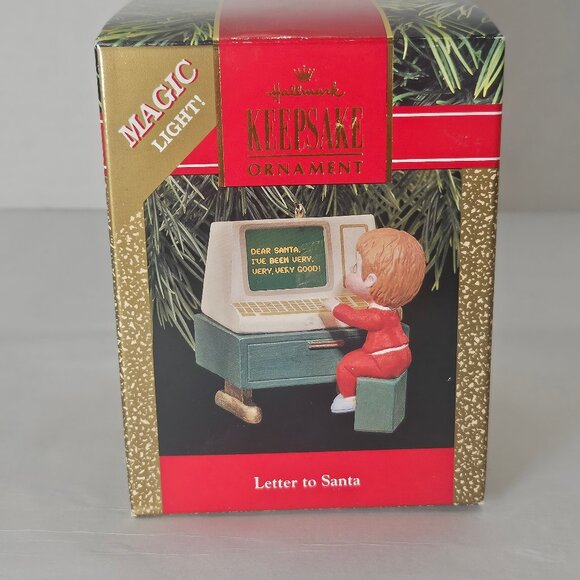 MAGIC
LIGHT!
Hallmark
KEEPSAKE
ORNAMENT
DEAR SANTA,
I'VE BEEN VERY,
VERY, VERY GOOD!
Letter to Santa